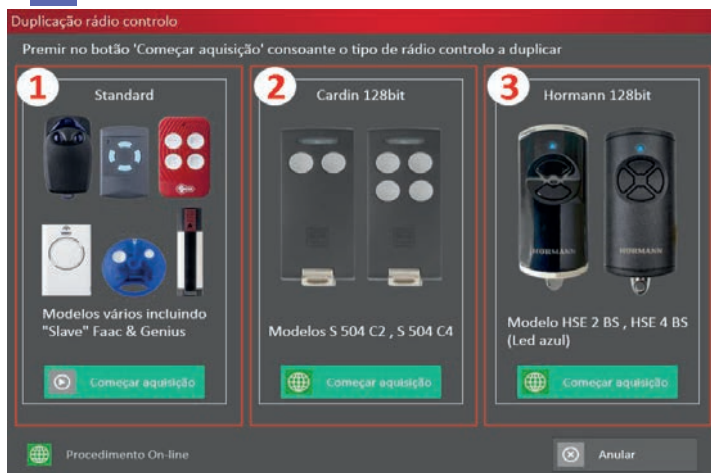 Duplicação rádio controlo
Premir no botão 'Começar aquisição' consoante o tipo de rádio controlo a duplicar
1
Standard
Modelos vários incluindo
"Slave" Faac & Genius
Começar aquisição
2
Cardin 128bit
Modelos S 504 C2 , S 504 C4
Começar aquisição
3
Hormann 128bit
HORMANN
HORMANN
Modelo HSE 2 BS , HSE 4 BS
(Led azul)
Começar aquisição
Procedimento On-line
Anular